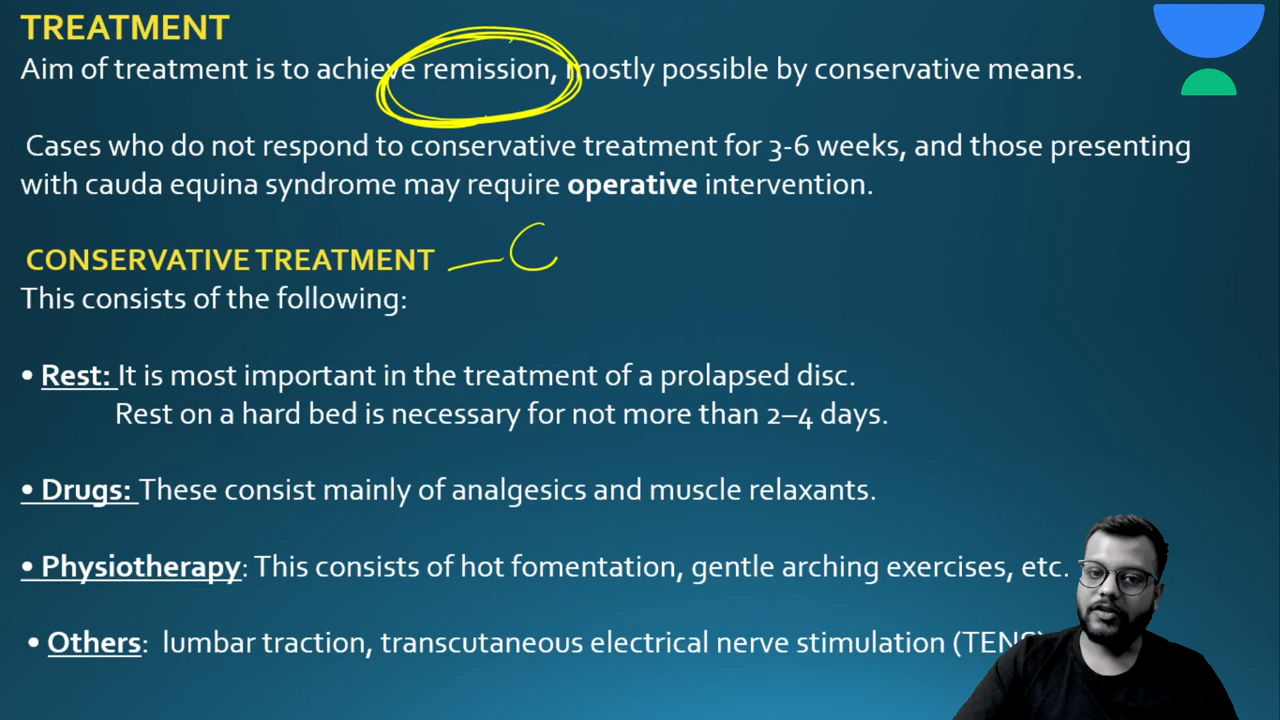 TREATMENT
Aim of treatment is to achieve remission, mostly possible by conservative means.
Cases who do not respond to conservative treatment for 3-6 weeks, and those presenting
with cauda equina syndrome may require operative intervention.
CONSERVATIVE TREATMENT — C
This consists of the following:
• Rest: It is most important in the treatment of a prolapsed disc.
Rest on a hard bed is necessary for not more than 2–4 days.
• Drugs: These consist mainly of analgesics and muscle relaxants.
• Physiotherapy: This consists of hot fomentation, gentle arching exercises, etc.
• Others: lumbar traction, transcutaneous electrical nerve stimulation (TENS)